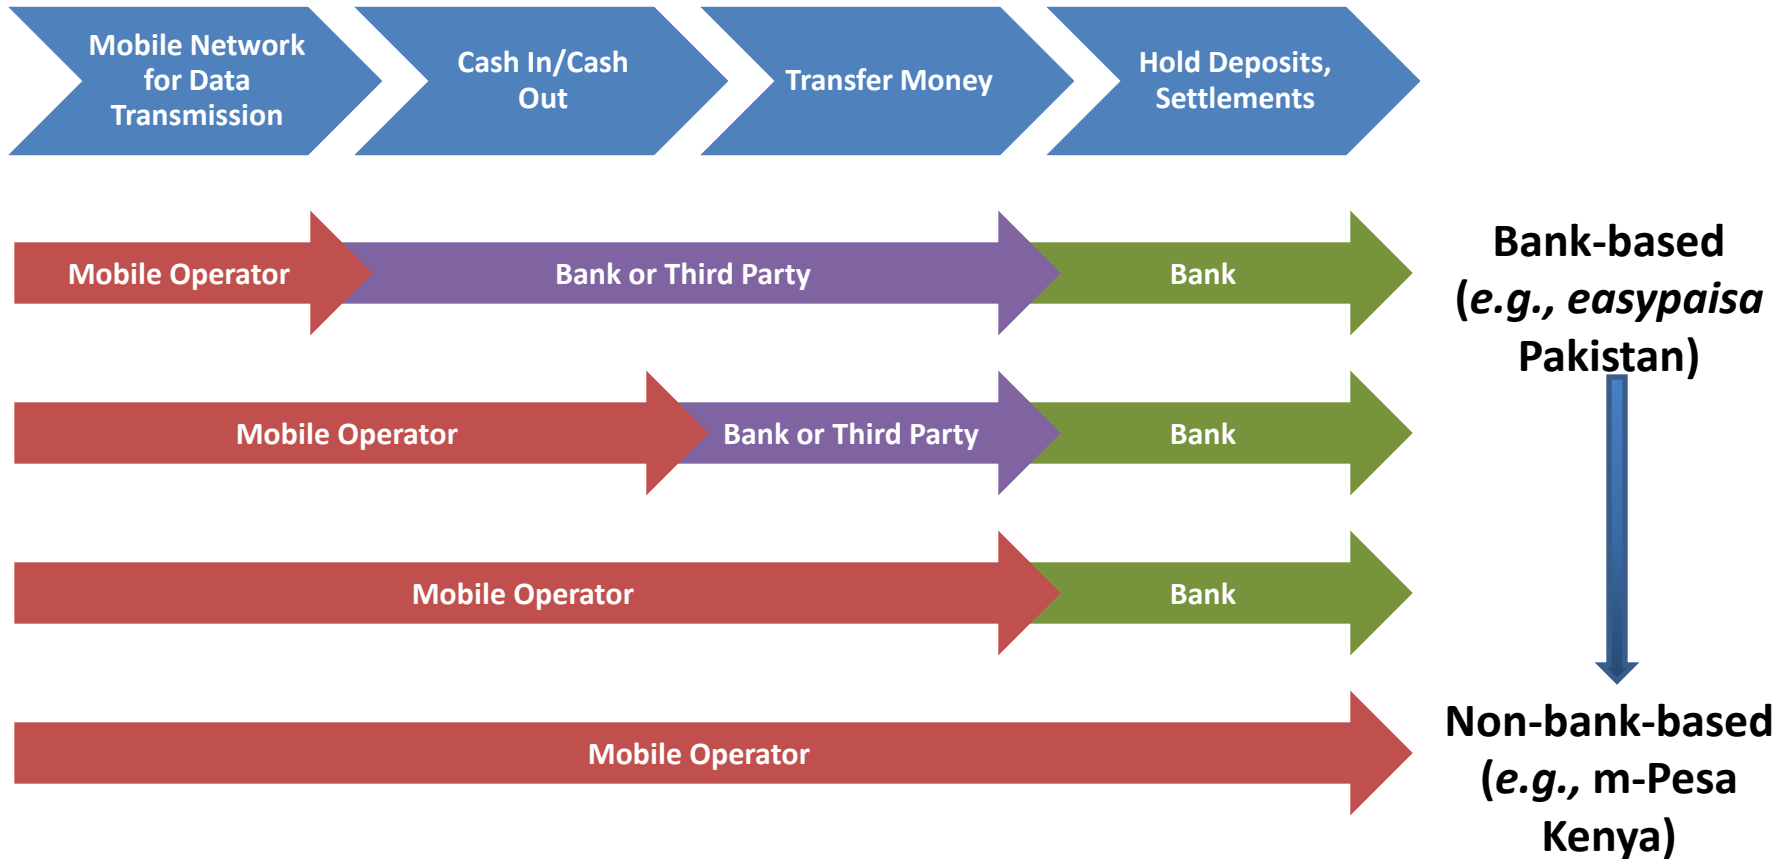 Mobile Network
for Data
Transmission
Cash In/Cash
Out
Transfer Money
Hold Deposits,
Settlements
Mobile Operator
Bank or Third Party
Bank
Bank-based
(e.g., easypaisa
Pakistan)
Mobile Operator
Bank or Third Party
Bank
Mobile Operator
Bank
Mobile Operator
Non-bank-based
(e.g., m-Pesa
Kenya)